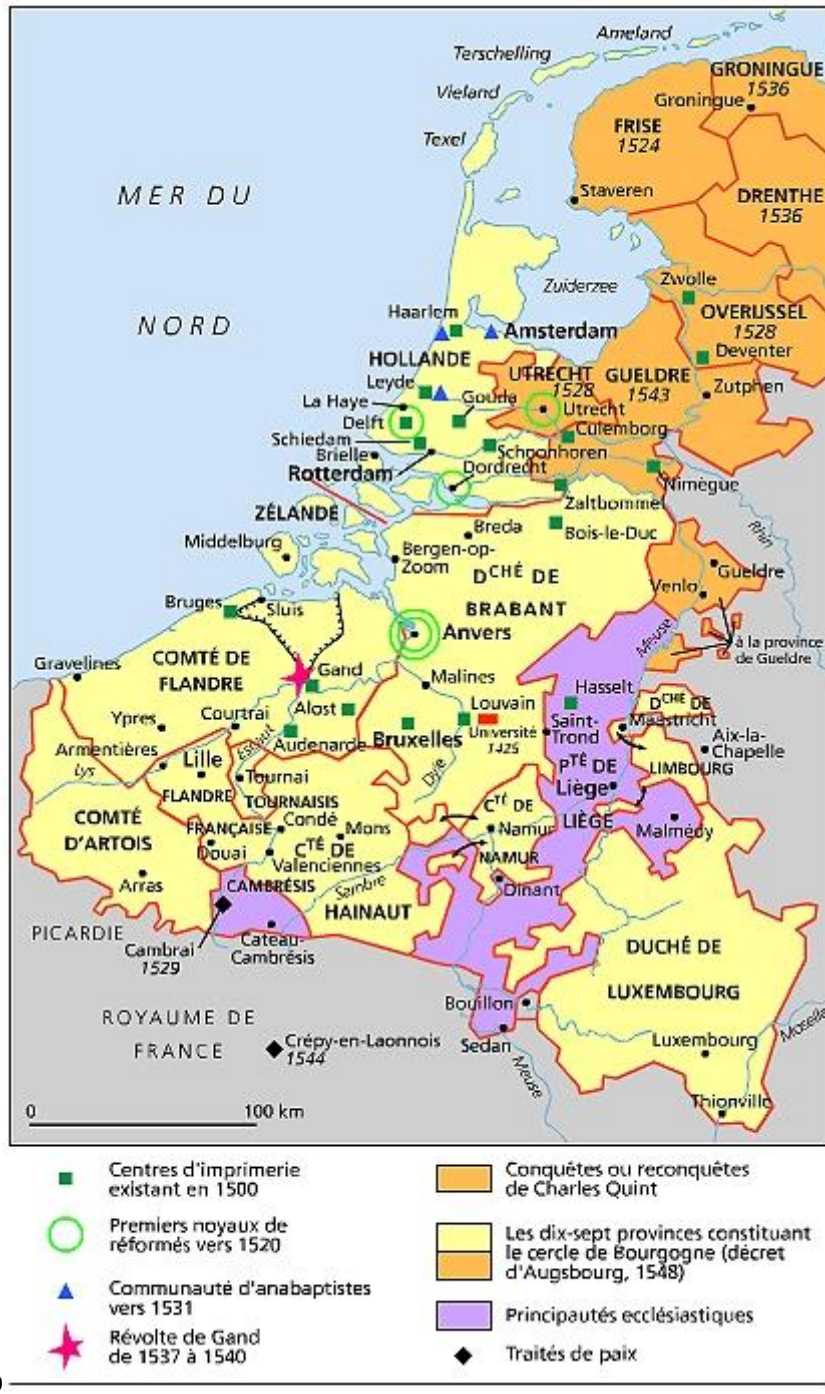 Ameland
Terschelling
Vieland
Texel
GRONINGUE
1536
Groningue
FRISE
1524
Staveren
DRENTHE
1536
MER DU
NORD
Zuiderzee
Zwolle
OVERIJSSEL
1528
Deventer
Haarlem
Amsterdam
HOLLANDE
UTRECHT
1528
GUELDRE
1543
Zutphen
Leyde
La Haye
Gouda
Utrecht
Delft
Culemborg
Schiedam
Schoonhoren
Brielle
Rotterdam
Dordrecht
Nimègue
Zaltbommel
ZÉLANDE
Breda
Bois-le-Duc
Rhin
Middelburg
Bergen-op-
Zoom
DCHÉ DE
BRABANT
Gueldre
Venlo
Bruges
Sluis
Anvers
Meuse
à la province
de Gueldre
COMTÉ DE
FLANDRE
Gand
Malines
Gravelines
Hasselt
DCHÉ DE
Ypres
Courtrai
Alost
Louvain
Université
1425
Saint-
Trond
Maastricht
Aix-la-
Chapelle
Armentières
Audenarde
Bruxelles
Lys
Escaut
Dyle
PTÉ DE
Liège
LIMBOURG
Lille
Tournai
FLANDRE
TOURNAISIS
CTÉ DE
LIÈGE
COMTÉ
D'ARTOIS
Condé
Namur
Malmédy
FRANÇAISE
Mons
Douai
CTÉ DE
NAMUR
Valenciennes
Arras
CAMBRÉSIS
Sambre
Dinant
HAINAUT
PICARDIE
Cambrai
1529
Cateau-
Cambrésis
DUCHÉ DE
LUXEMBOURG
ROYAUME DE
FRANCE
Bouillon
Crépy-en-Laonnois
1544
Sedan
Luxembourg
Moselle
Meuse
Thionville
0 100 km
Centres d'imprimerie
existant en 1500
Premiers noyaux de
réformés vers 1520
Communauté d'anabaptistes
vers 1531
Révolte de Gand
de 1537 à 1540
Conquêtes ou reconquêtes
de Charles Quint
Les dix-sept provinces constituant
le cercle de Bourgogne (décret
d'Augsbourg, 1548)
Principautés ecclésiastiques
Traités de paix